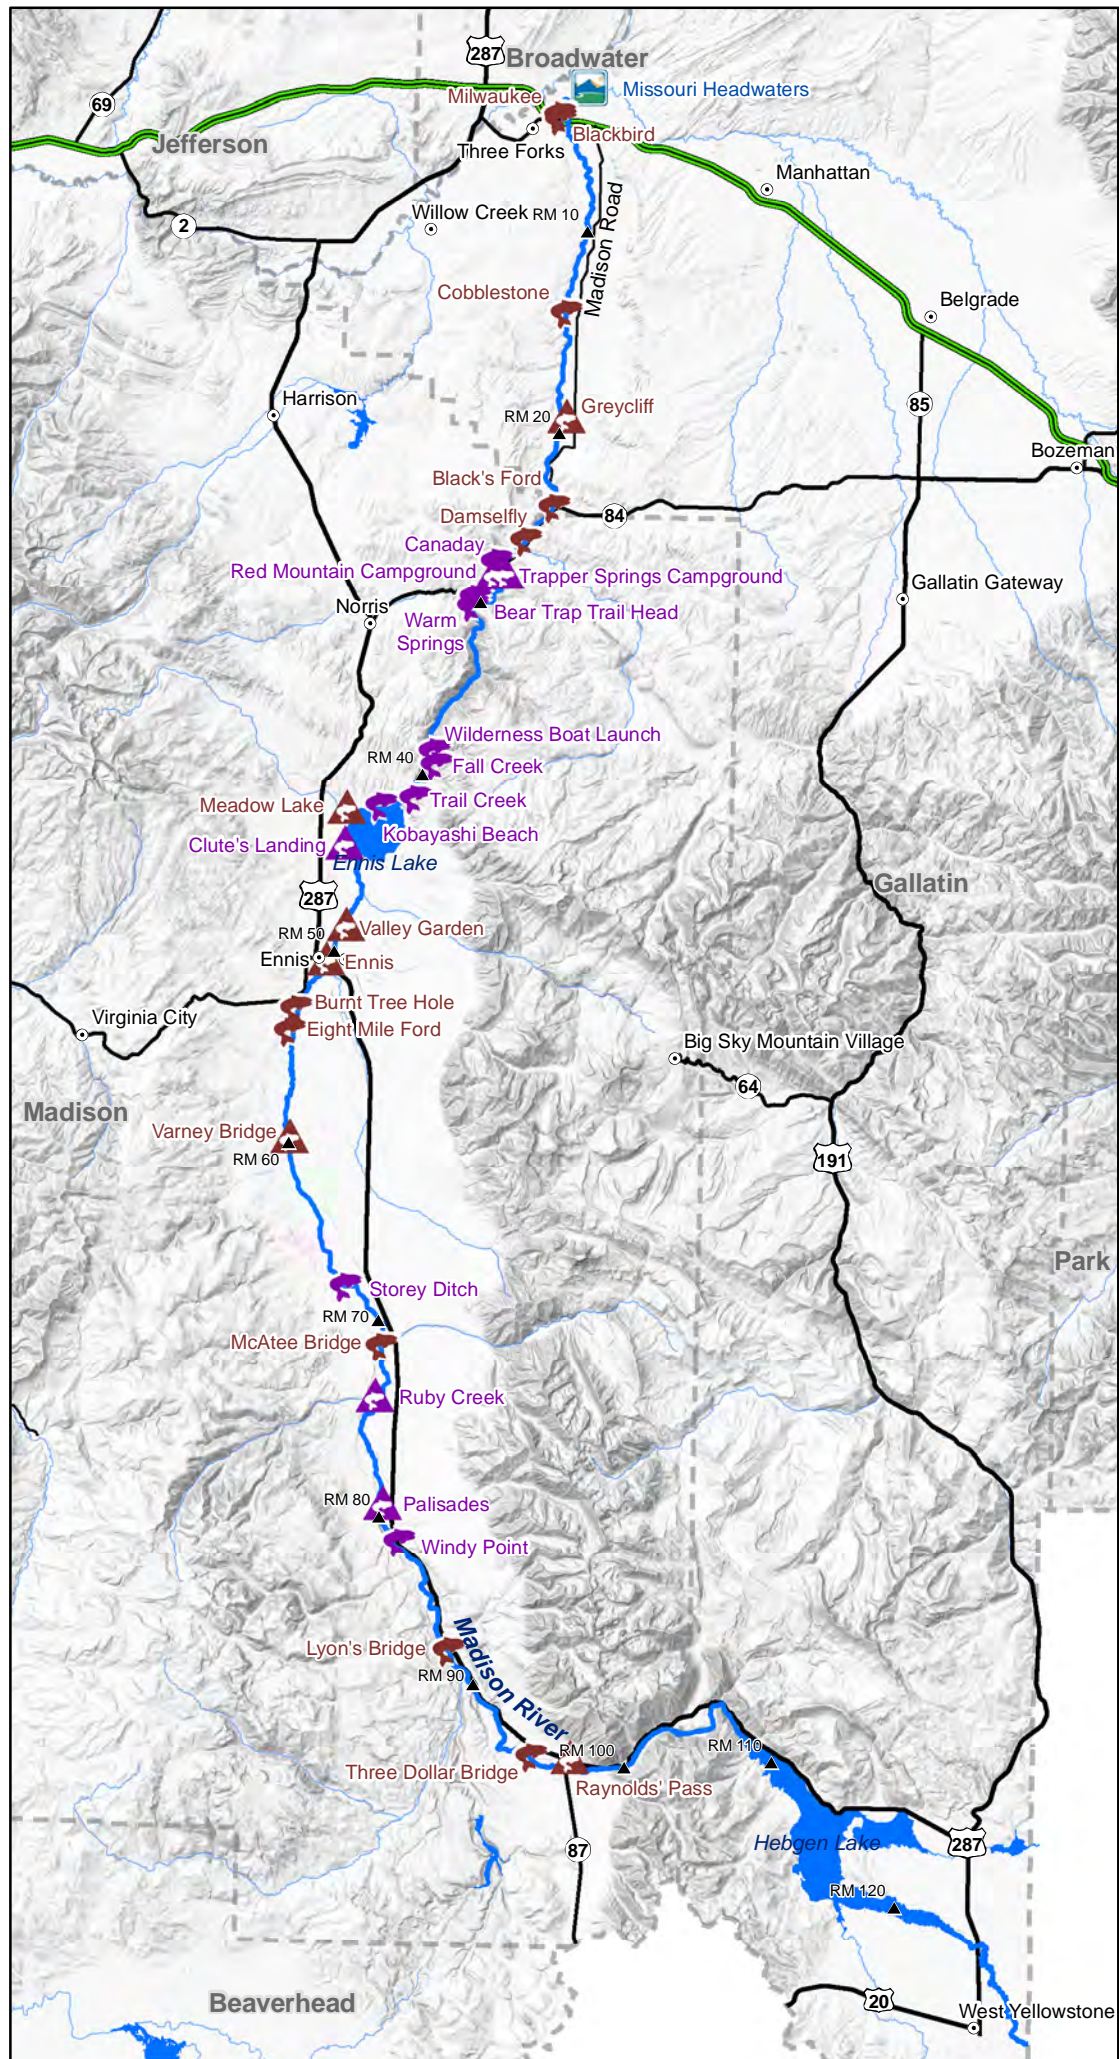 287
Broadwater
Missouri Headwaters
69
Milwaukee
Blackbird
Jefferson
Three Forks
Manhattan
Willow Creek
RM 10
2
Madison Road
Cobblestone
Belgrade
Harrison
Greycliff
85
RM 20
Bozeman
Black's Ford
Damselfly
84
Canaday
Red Mountain Campground
Trapper Springs Campground
Gallatin Gateway
Norris
Bear Trap Trail Head
Warm
Springs
Wilderness Boat Launch
RM 40
Fall Creek
Meadow Lake
Trail Creek
Kobayashi Beach
Clute's Landing
Ennis Lake
Gallatin
287
Valley Garden
RM 50
Ennis
Ennis
Burnt Tree Hole
Virginia City
Eight Mile Ford
Big Sky Mountain Village
64
Madison
Varney Bridge
RM 60
191
Park
Storey Ditch
RM 70
McAtee Bridge
Ruby Creek
RM 80
Palisades
Windy Point
Madison River
Lyon's Bridge
RM 90
RM 100
RM 110
Three Dollar Bridge
Raynolds' Pass
Hebgen Lake
287
87
RM 120
Beaverhead
20
West Yellowstone